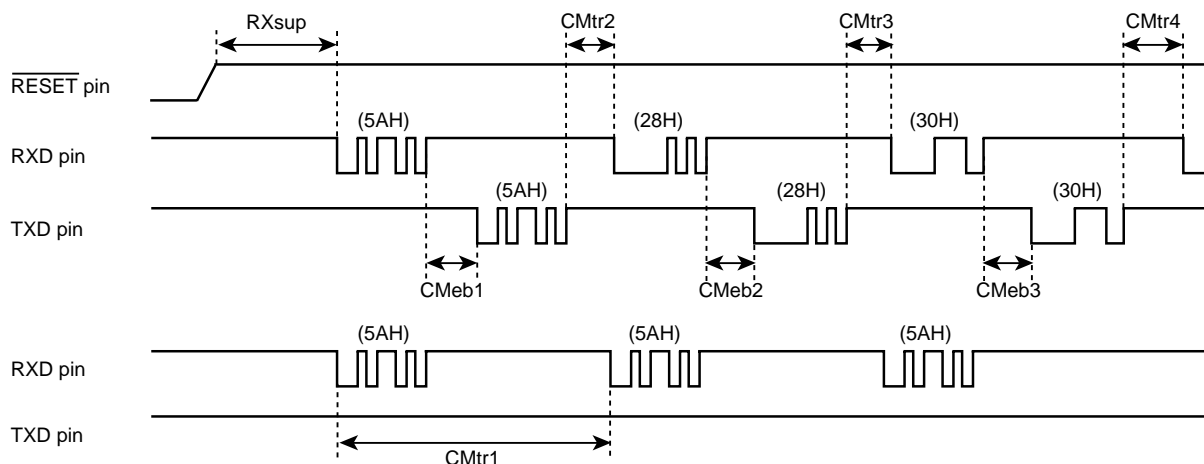 RXsup
CMtr2
CMtr3
CMtr4
RESET pin
(5AH)
(28H)
(30H)
RXD pin
(5AH)
(28H)
(30H)
TXD pin
CMeb1
CMeb2
CMeb3
(5AH)
(5AH)
(5AH)
RXD pin
TXD pin
CMtr1